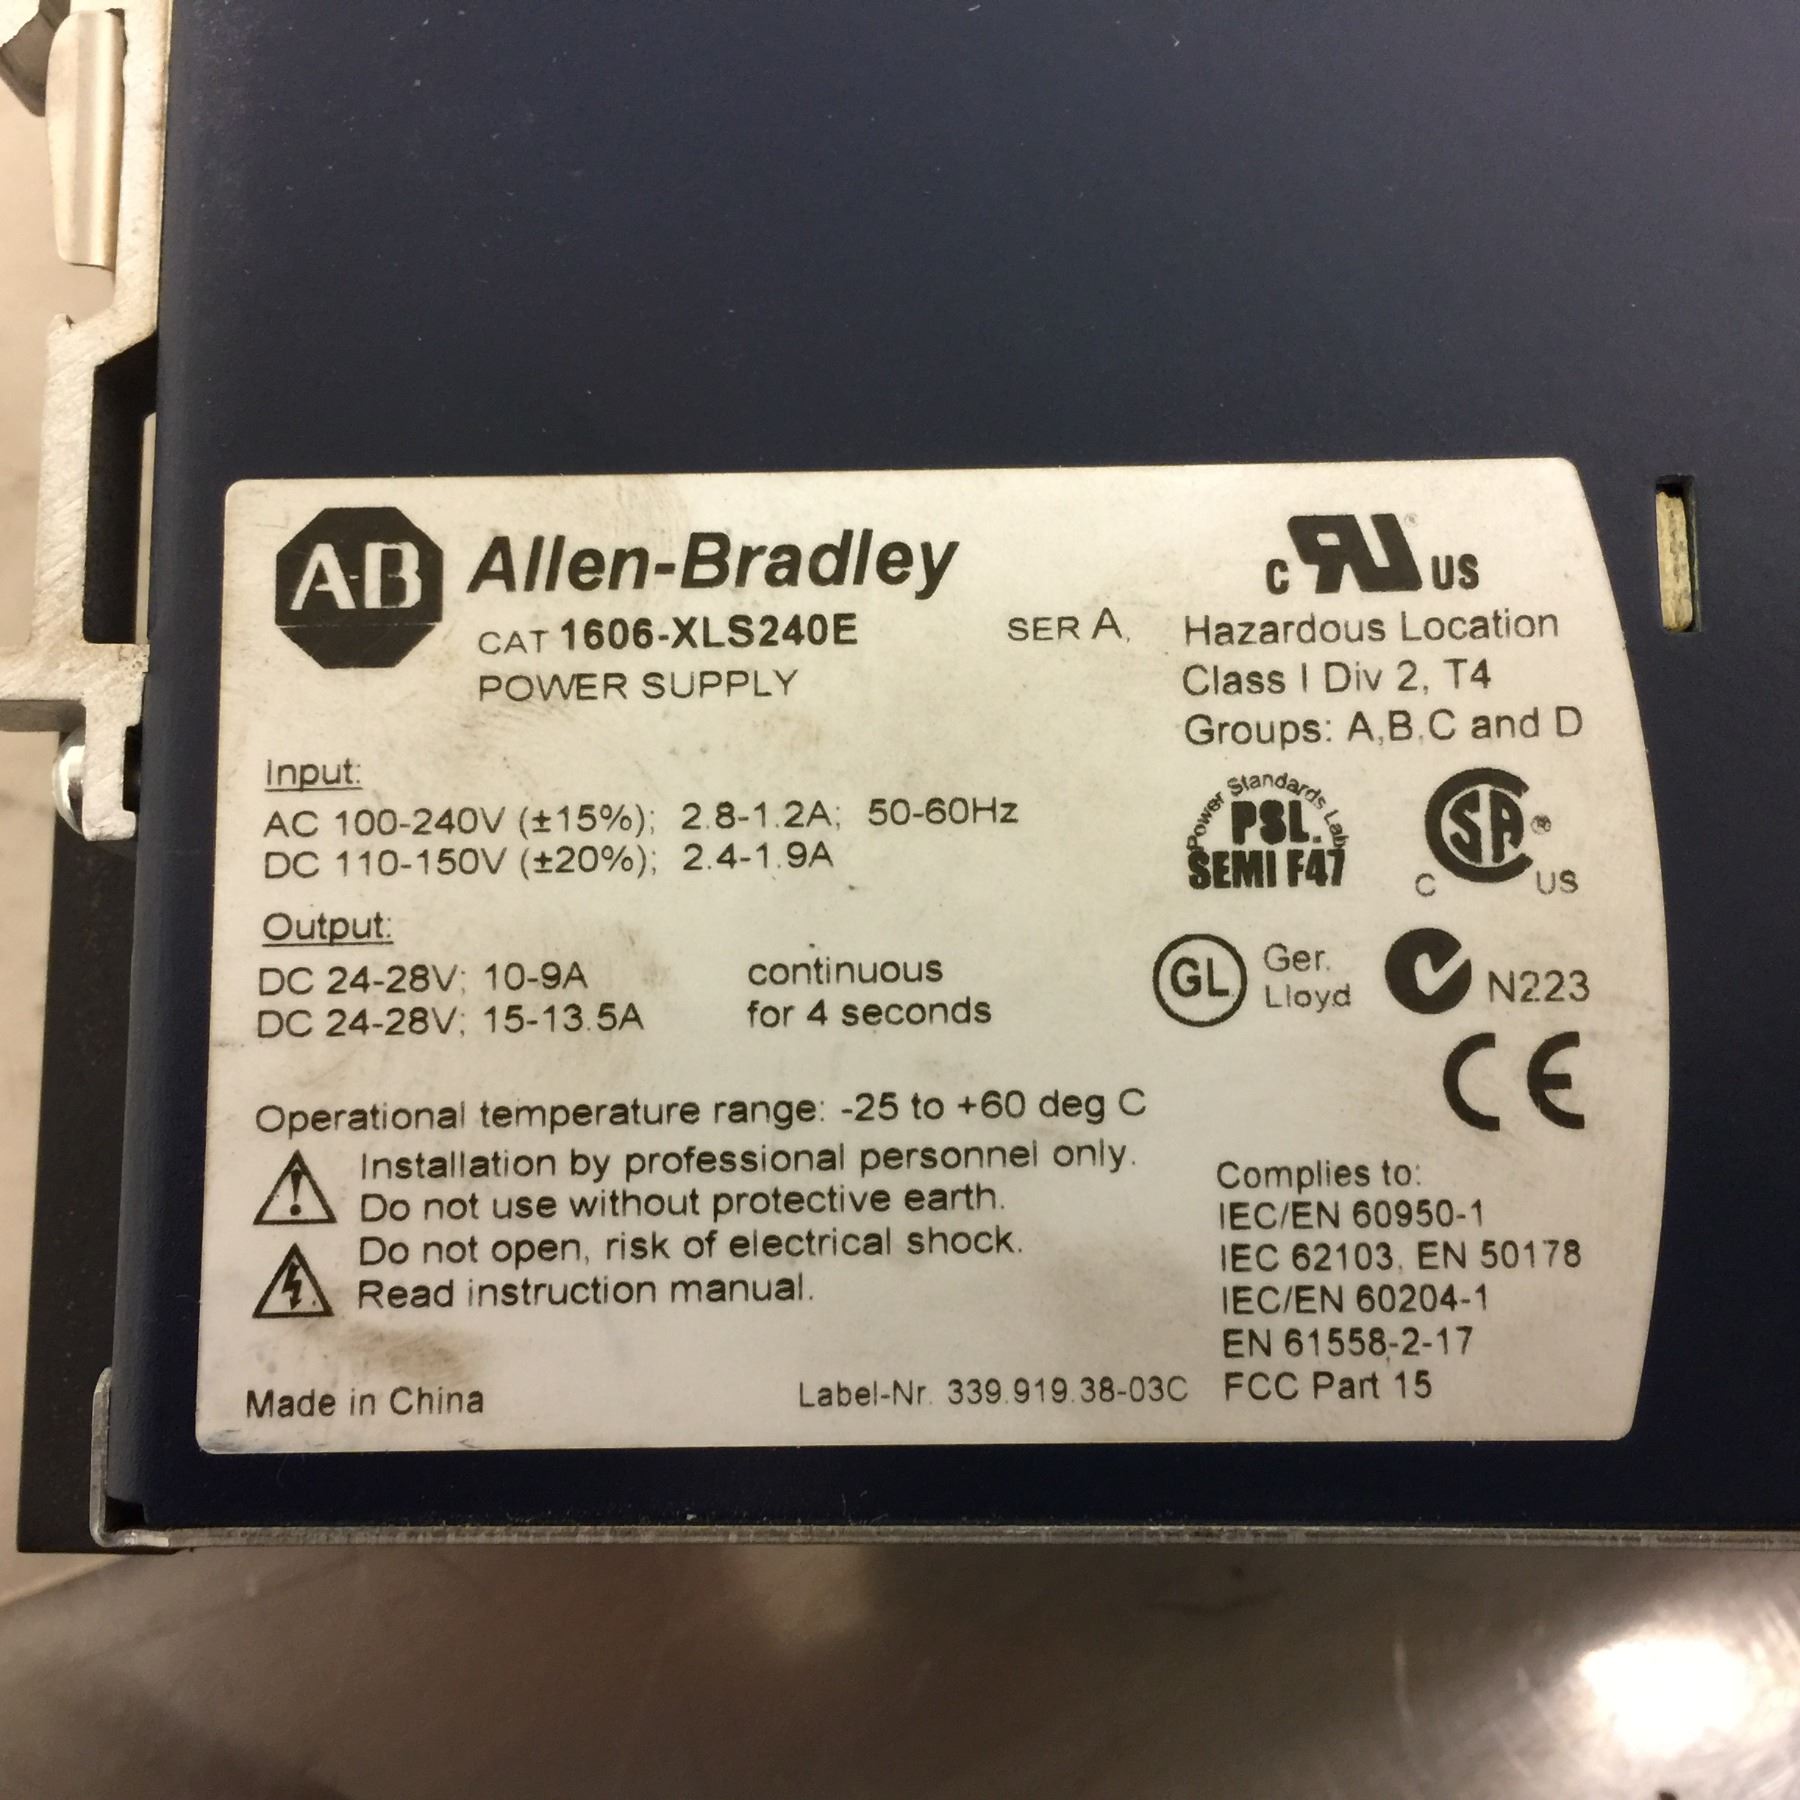 AB Allen-Bradley
CAT 1606-XLS240E SER A,
POWER SUPPLY
Input:
AC 100-240V (±15%); 2.8-1.2A; 50-60Hz
DC 110-150V (±20%); 2.4-1.9A
Output:
DC 24-28V; 10-9A continuous
DC 24-28V; 15-13.5A for 4 seconds
Operational temperature range: -25 to +60 deg C
Installation by professional personnel only.
Do not use without protective earth.
Do not open, risk of electrical shock.
Read instruction manual.
Made in China
Label-Nr. 339.919.38-03C
c RU ® US
Hazardous Location
Class I Div 2, T4
Groups: A,B,C and D
Power Standards Lab
PSL.
SEMI F47
C SA ® US
GL Ger.
Lloyd
N223
CE
Complies to:
IEC/EN 60950-1
IEC 62103, EN 50178
IEC/EN 60204-1
EN 61558-2-17
FCC Part 15